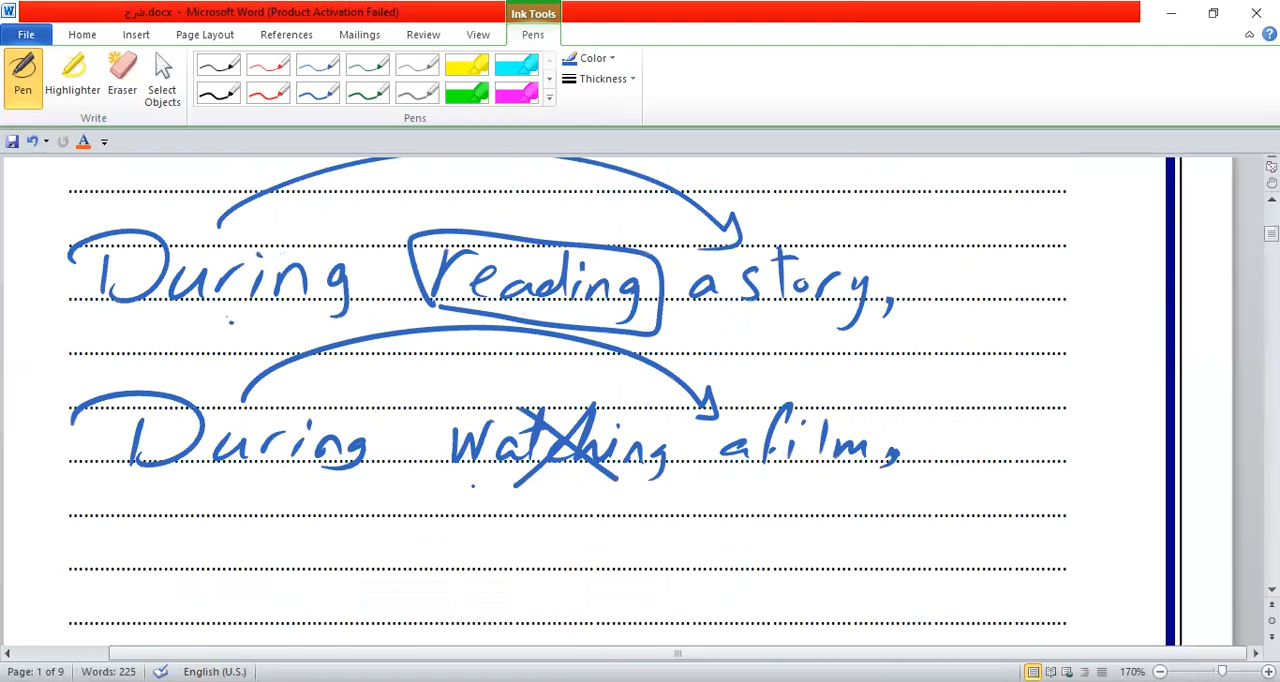 شرح.docx - Microsoft Word (Product Activation Failed)
Ink Tools
File Home Insert Page Layout References Mailings Review View Pens
Pen Highlighter Eraser Select Objects
Color
Thickness
Write Pens
During reading a story,
During watching a film,
Page: 1 of 9 Words: 225 English (U.S.) 170%